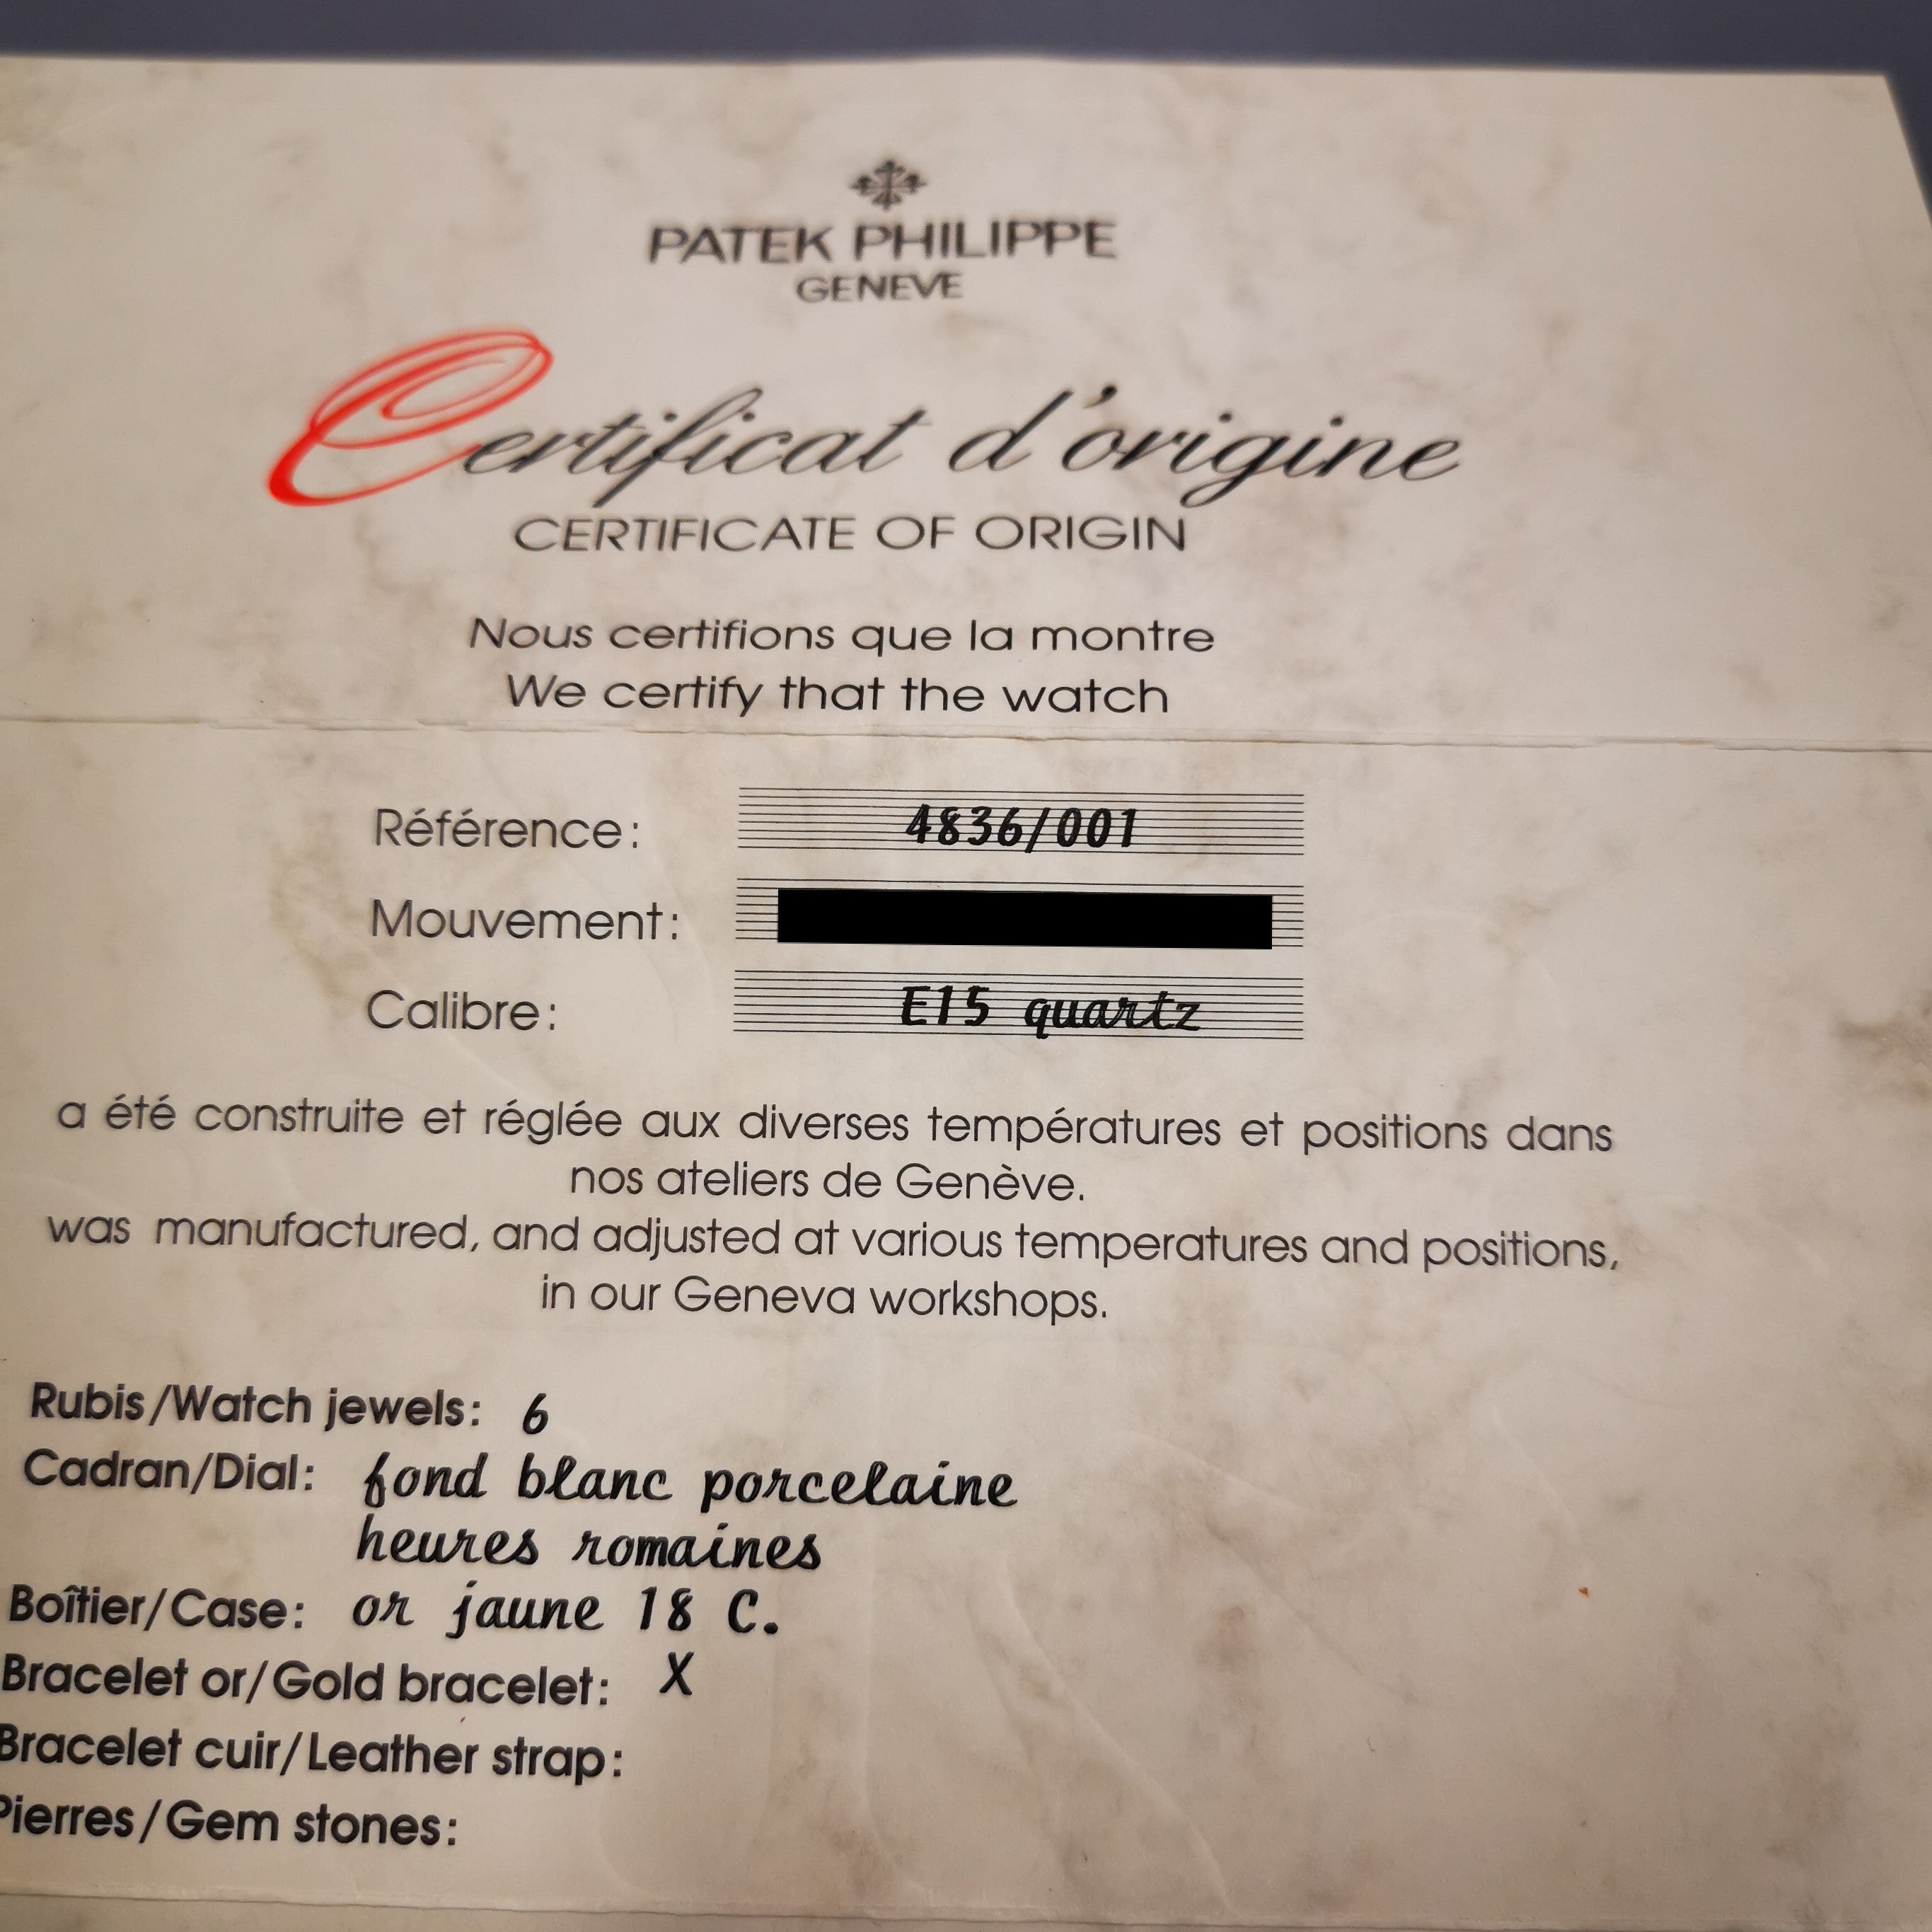 PATEK PHILIPPE
GENEVE
Certificat d'origine
CERTIFICATE OF ORIGIN
Nous certifions que la montre
We certify that the watch
Référence: 4836/001
Mouvement:
Calibre: E15 quartz
a été construite et réglée aux diverses températures et positions dans
nos ateliers de Genève.
was manufactured, and adjusted at various temperatures and positions,
in our Geneva workshops.
Rubis/Watch jewels: 6
Cadran/Dial: fond blanc porcelaine
heures romaines
Boîtier/Case: or jaune 18 C.
Bracelet or/Gold bracelet: X
Bracelet cuir/Leather strap:
Pierres/Gem stones: